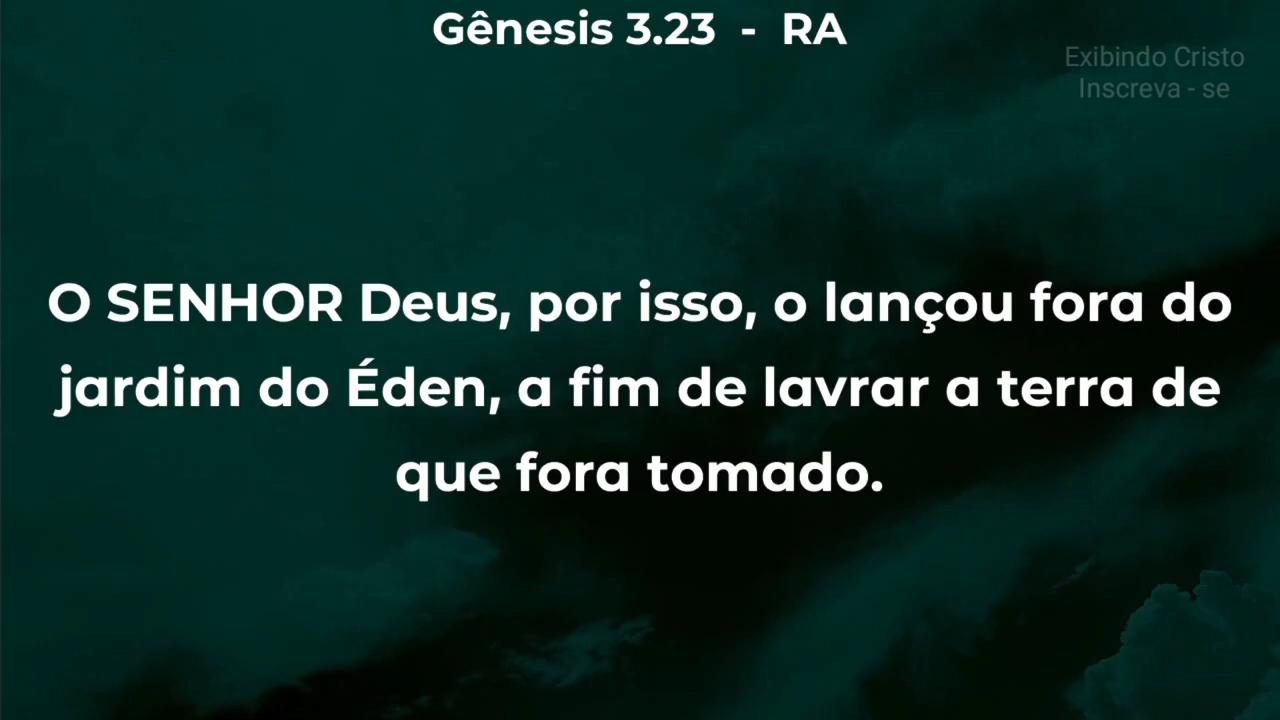 Gênesis 3.23 - RA
Exibindo Cristo
Inscreva - se
O SENHOR Deus, por isso, o lançou fora do
jardim do Éden, a fim de lavrar a terra de
que fora tomado.